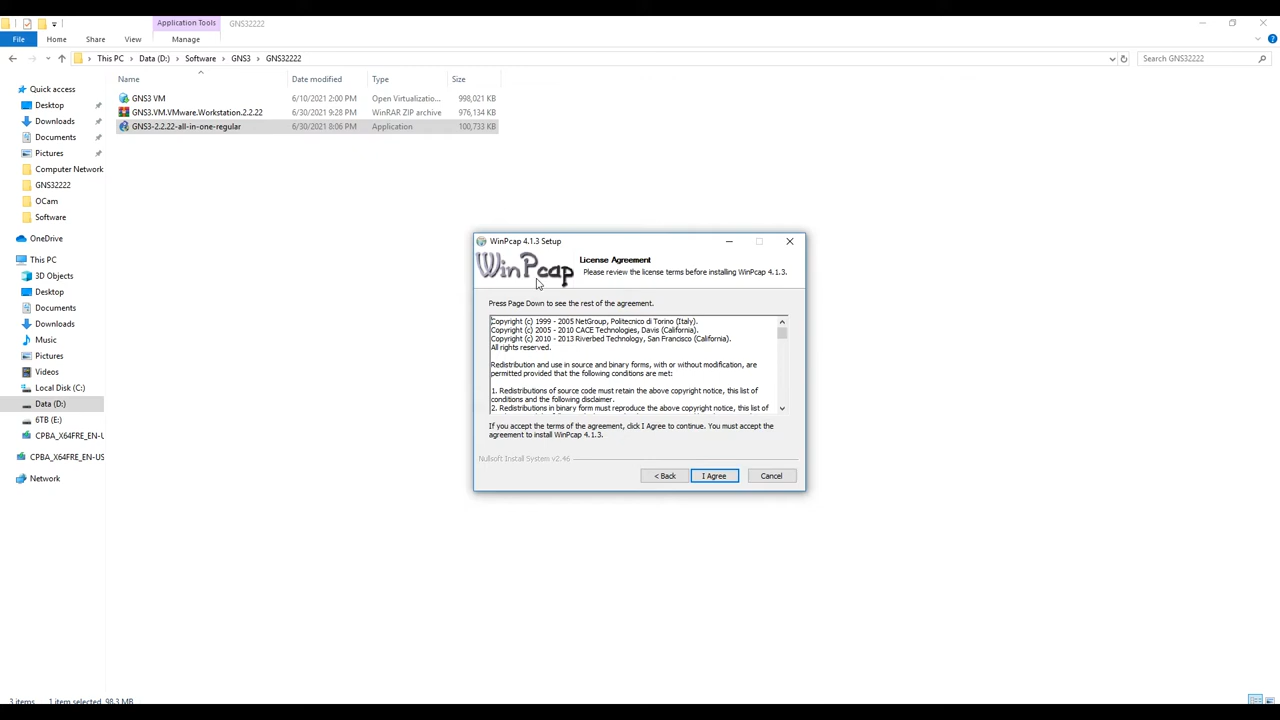 Application Tools GNS32222
File Home Share View Manage
This PC Data (D:) Software GNS3 GNS32222 Search GNS32222
Name Date modified Type Size
GNS3 VM 6/10/2021 2:00 PM Open Virtualizatio... 998,021 KB
GNS3.VM.VMware.Workstation.2.2.22 6/30/2021 9:28 PM WinRAR ZIP archive 976,134 KB
GNS3-2.2.22-all-in-one-regular 6/30/2021 8:06 PM Application 100,733 KB
Quick access
Desktop
Downloads
Documents
Pictures
Computer Network
GNS32222
OCam
Software
OneDrive
This PC
3D Objects
Desktop
Documents
Downloads
Music
Pictures
Videos
Local Disk (C:)
Data (D:)
6TB (E:)
CPBA_X64FRE_EN-U
CPBA_X64FRE_EN-US
Network
WinPcap 4.1.3 Setup
WinPcap
License Agreement
Please review the license terms before installing WinPcap 4.1.3.
Press Page Down to see the rest of the agreement.
Copyright (c) 1999 - 2005 NetGroup, Politecnico di Torino (Italy).
Copyright (c) 2005 - 2010 CACE Technologies, Davis (California).
Copyright (c) 2010 - 2013 Riverbed Technology, San Francisco (California).
All rights reserved.
Redistribution and use in source and binary forms, with or without modification, are
permitted provided that the following conditions are met:
1. Redistributions of source code must retain the above copyright notice, this list of
conditions and the following disclaimer.
2. Redistributions in binary form must reproduce the above copyright notice, this list of
If you accept the terms of the agreement, click I Agree to continue. You must accept the
agreement to install WinPcap 4.1.3.
Nullsoft Install System v2.46
< Back I Agree Cancel
3 items 1 item selected 98.3 MB